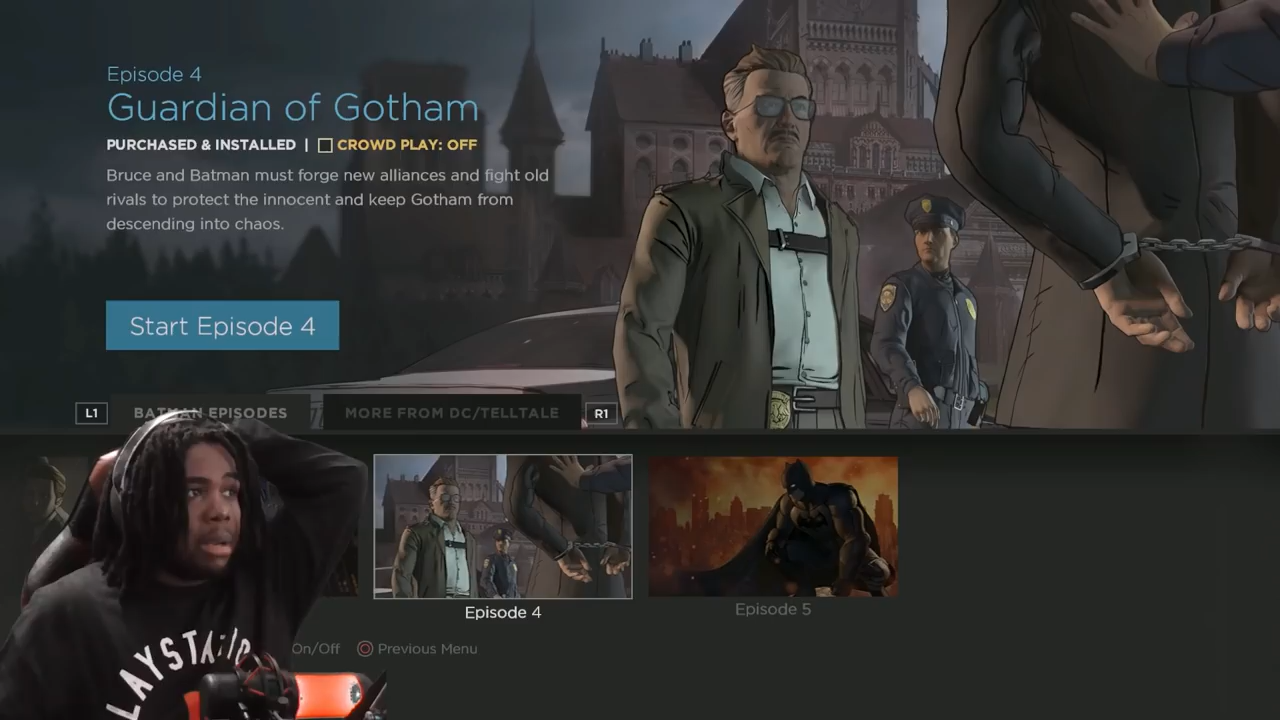 Episode 4
Guardian of Gotham
PURCHASED & INSTALLED | CROWD PLAY: OFF
Bruce and Batman must forge new alliances and fight old
rivals to protect the innocent and keep Gotham from
descending into chaos.
Start Episode 4
L1 BATMAN EPISODES MORE FROM DC/TELLTALE R1
Episode 4
Episode 5
On/Off Previous Menu
LAYSTATIO